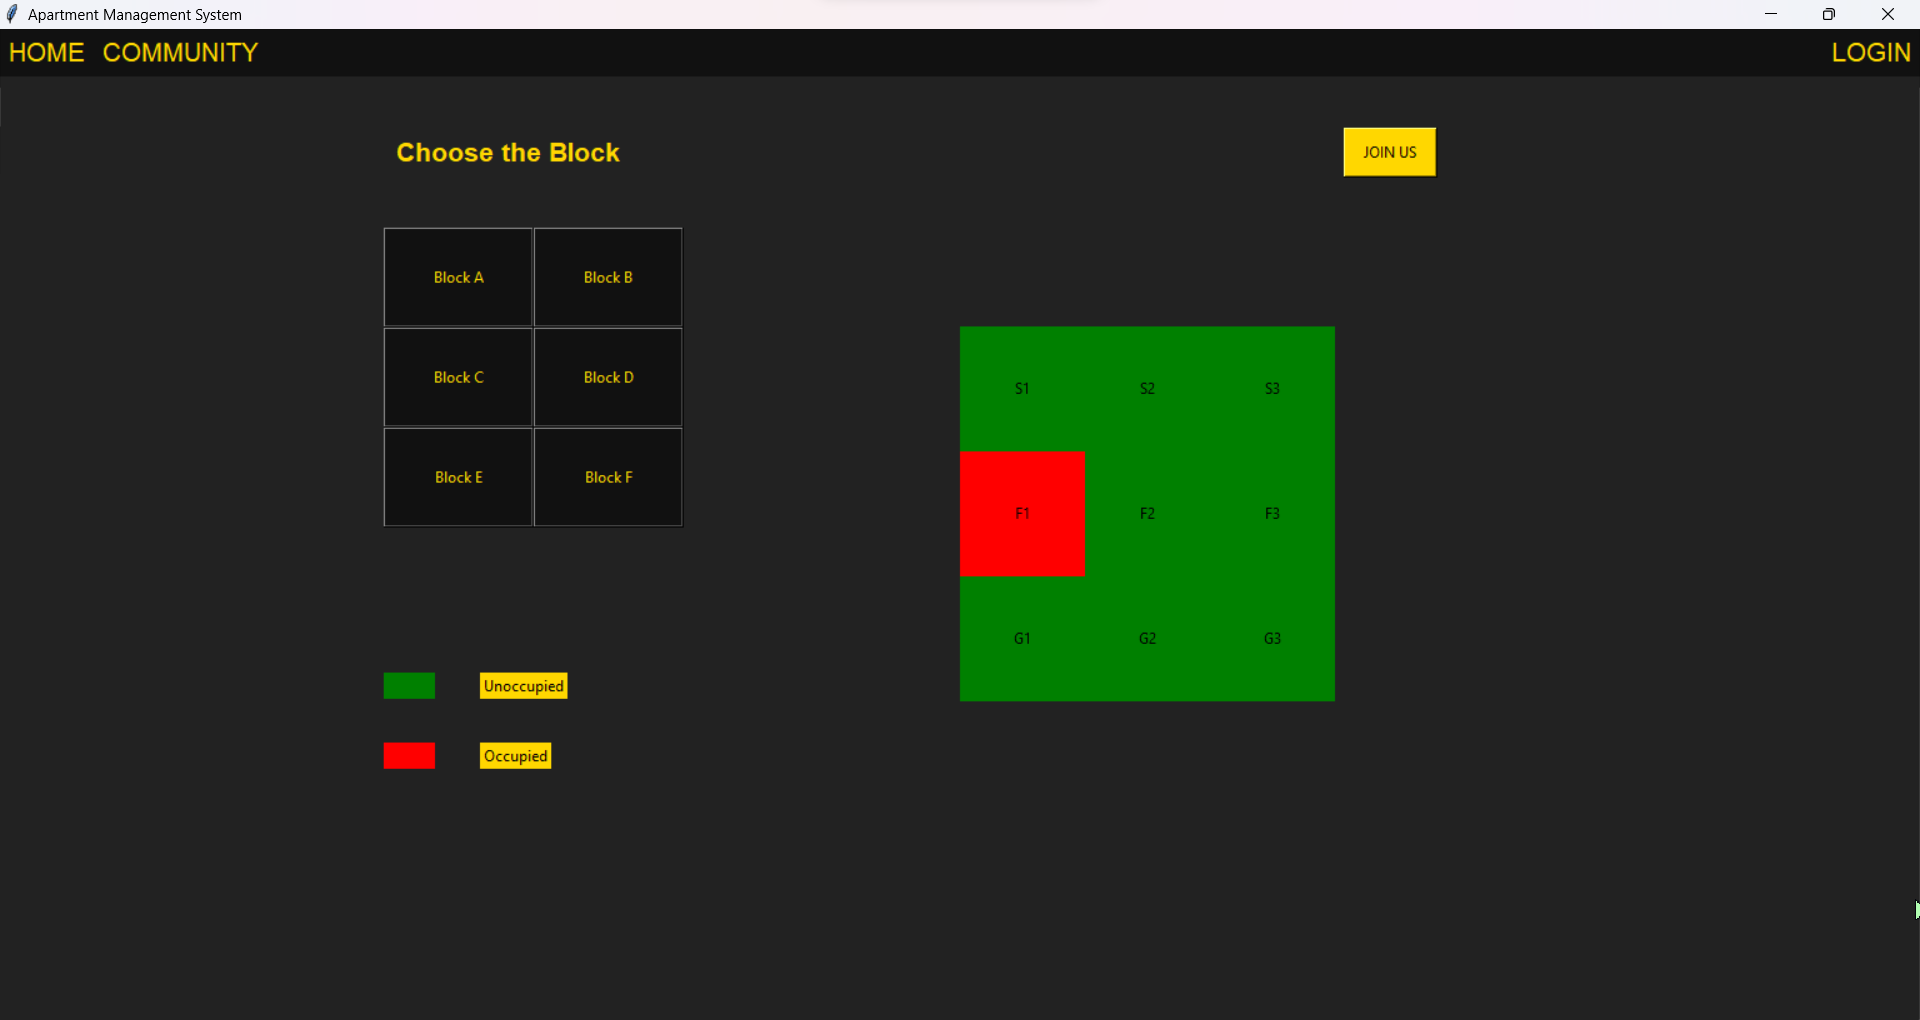 Apartment Management System
HOME COMMUNITY LOGIN
Choose the Block
JOIN US
Block A Block B
Block C Block D
Block E Block F
S1 S2 S3
F1 F2 F3
G1 G2 G3
Unoccupied
Occupied